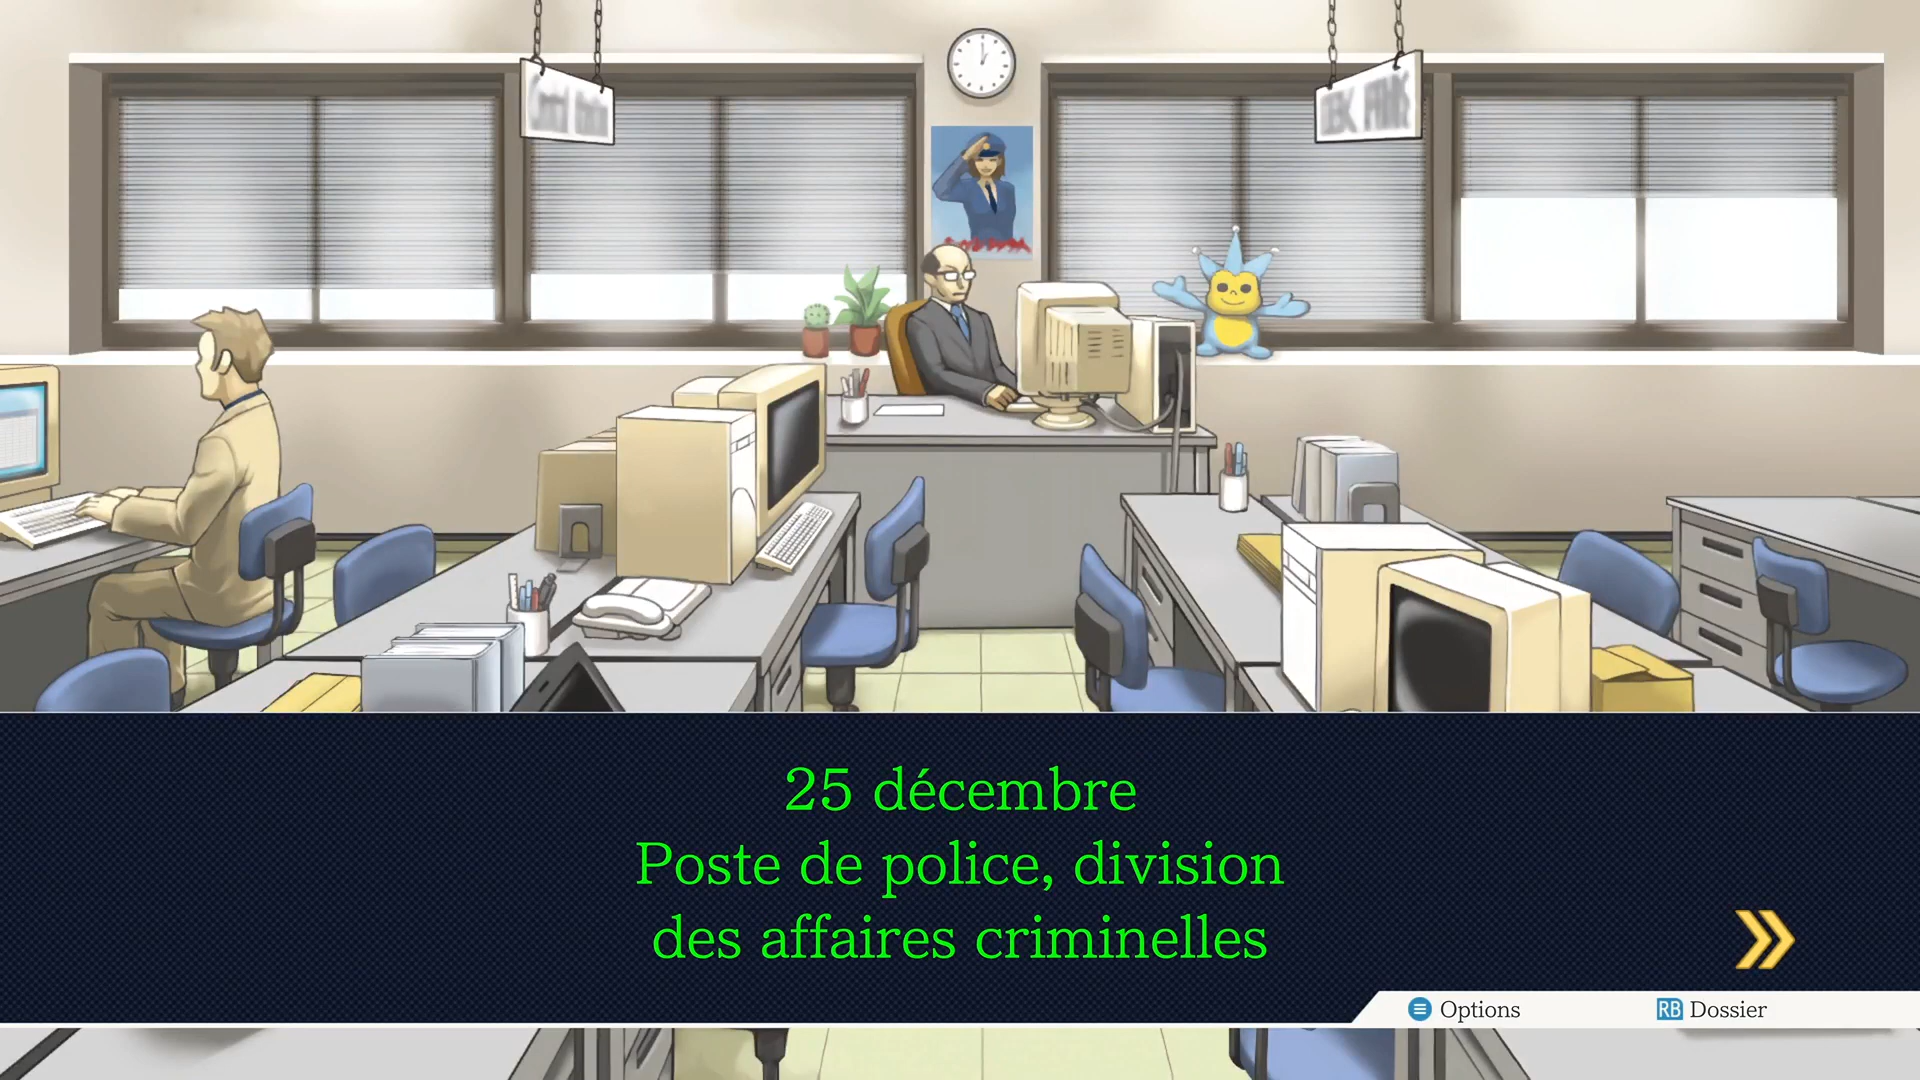 25 décembre
Poste de police, division
des affaires criminelles
Options
RB Dossier